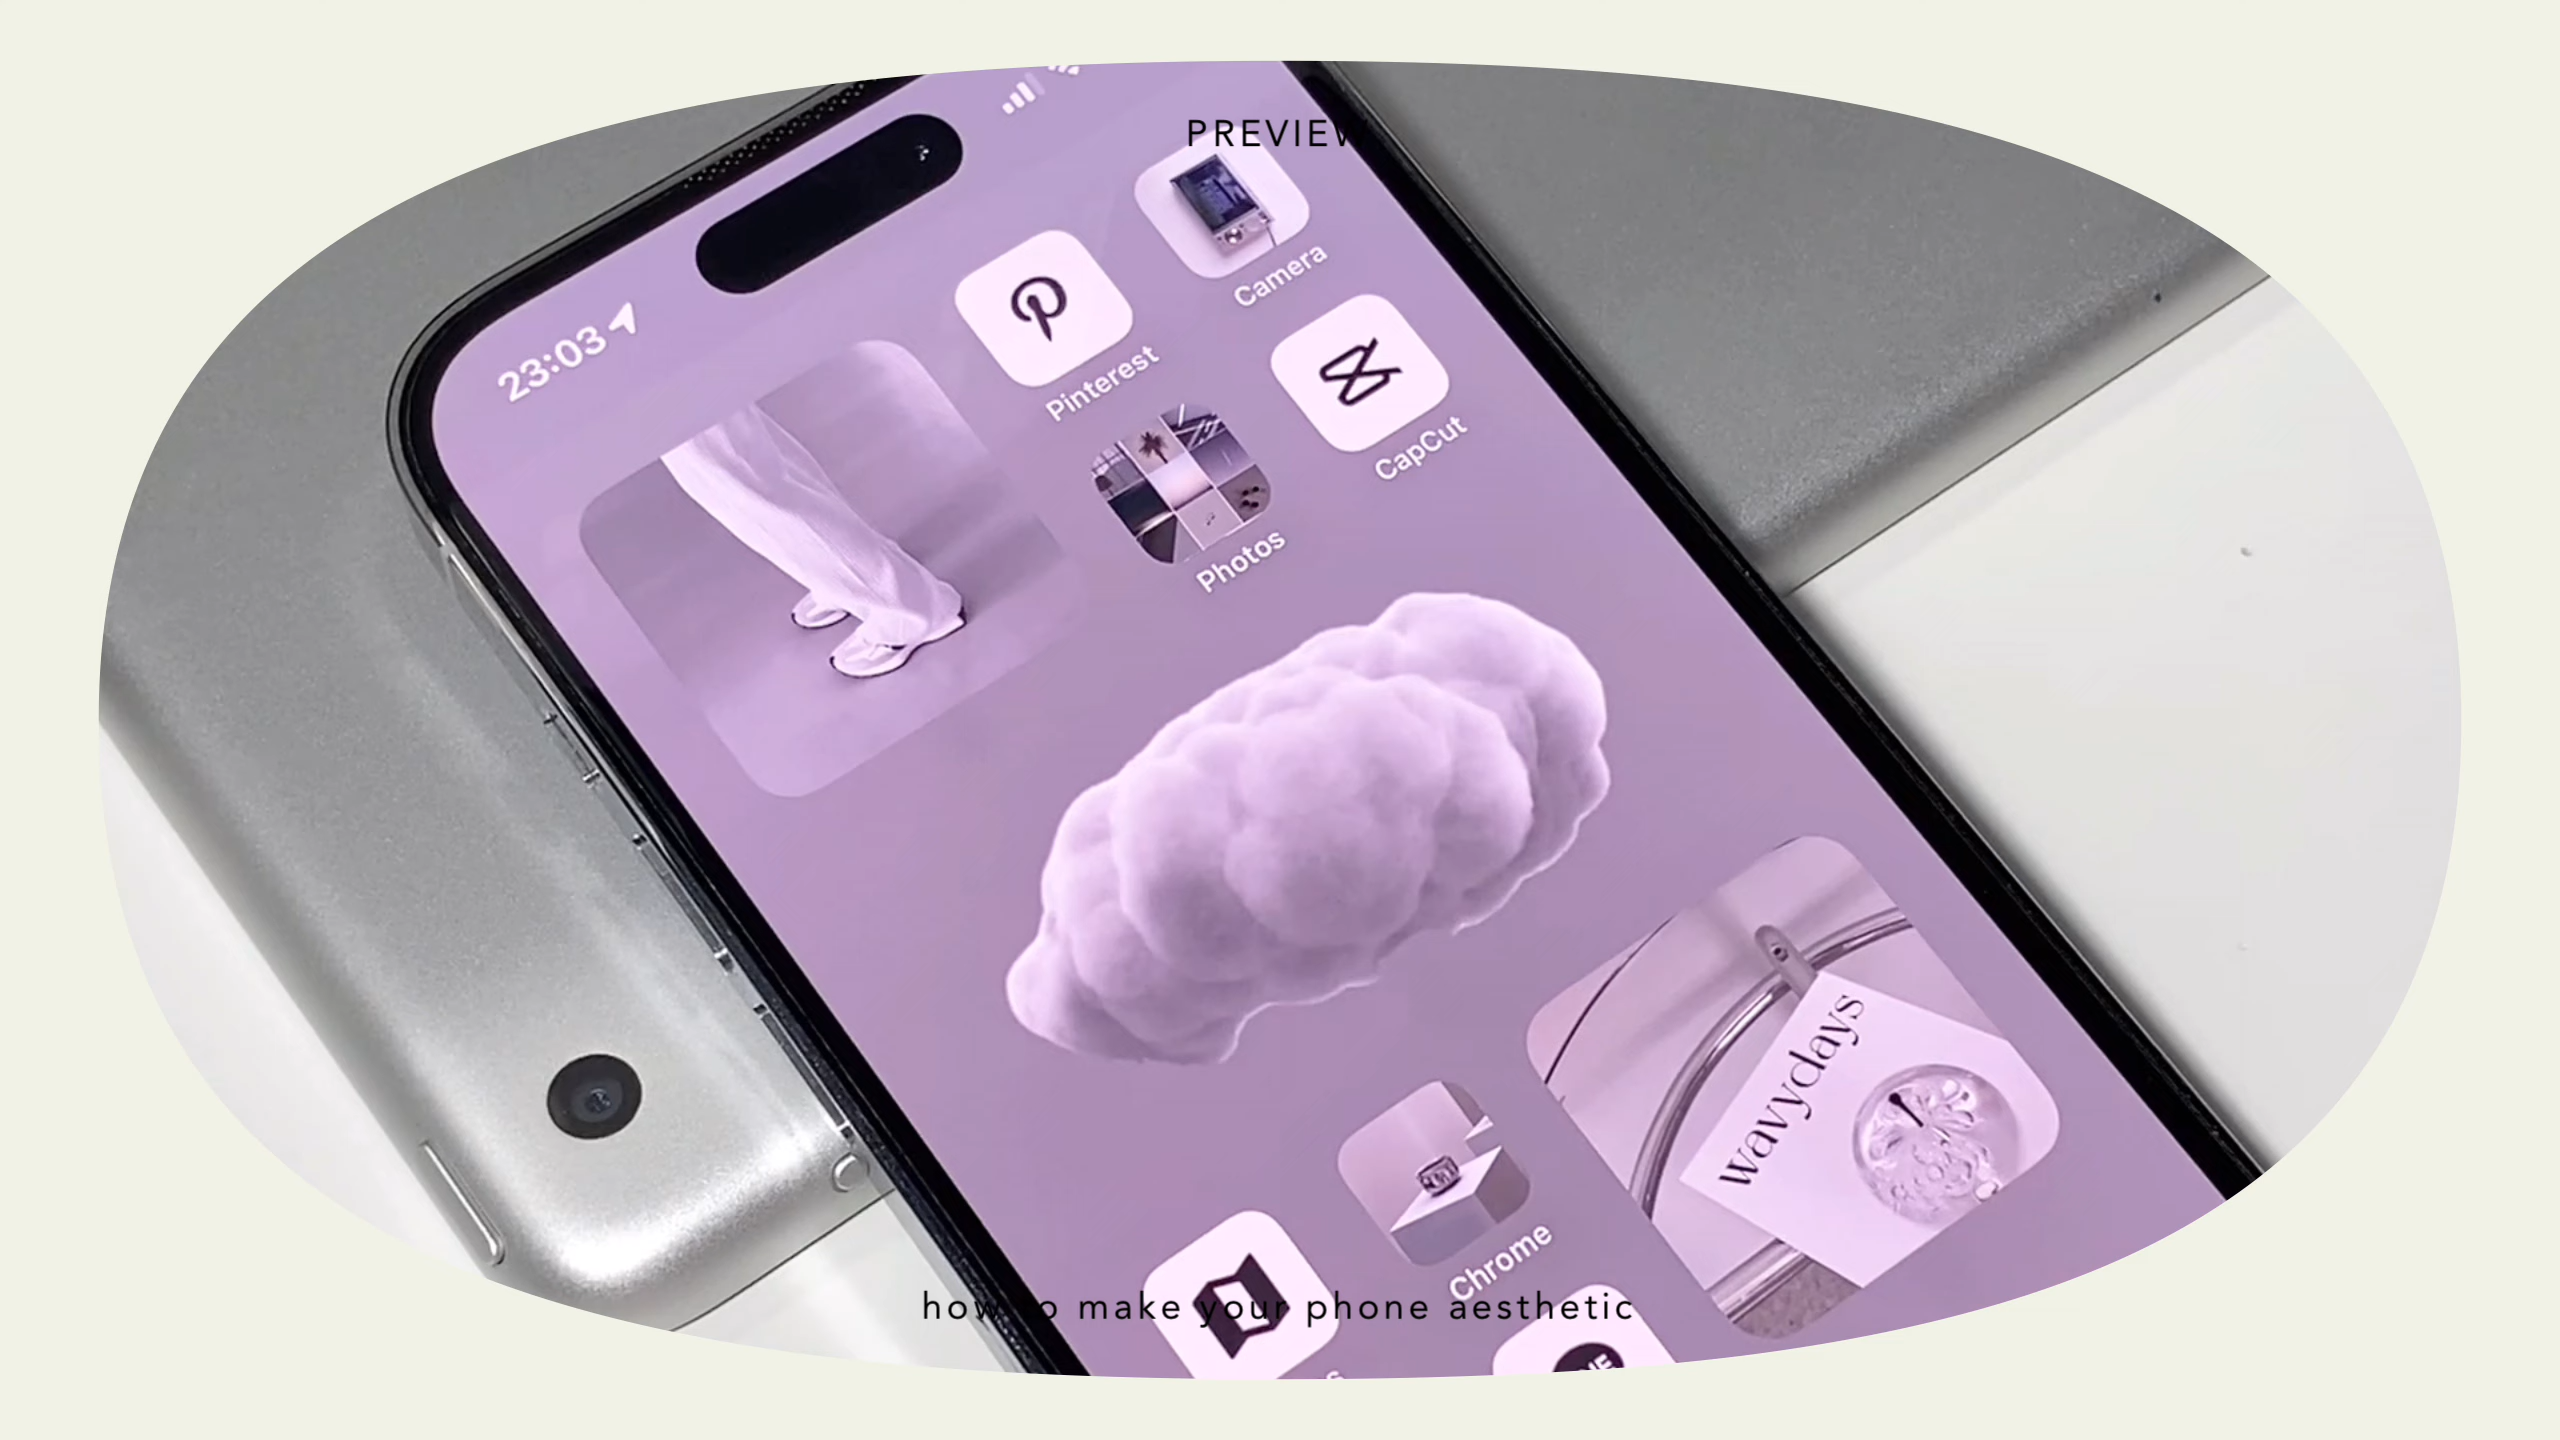 PREVIEW
23:03
Camera
Pinterest
CapCut
Photos
wavydays
Chrome
how to make your phone aesthetic